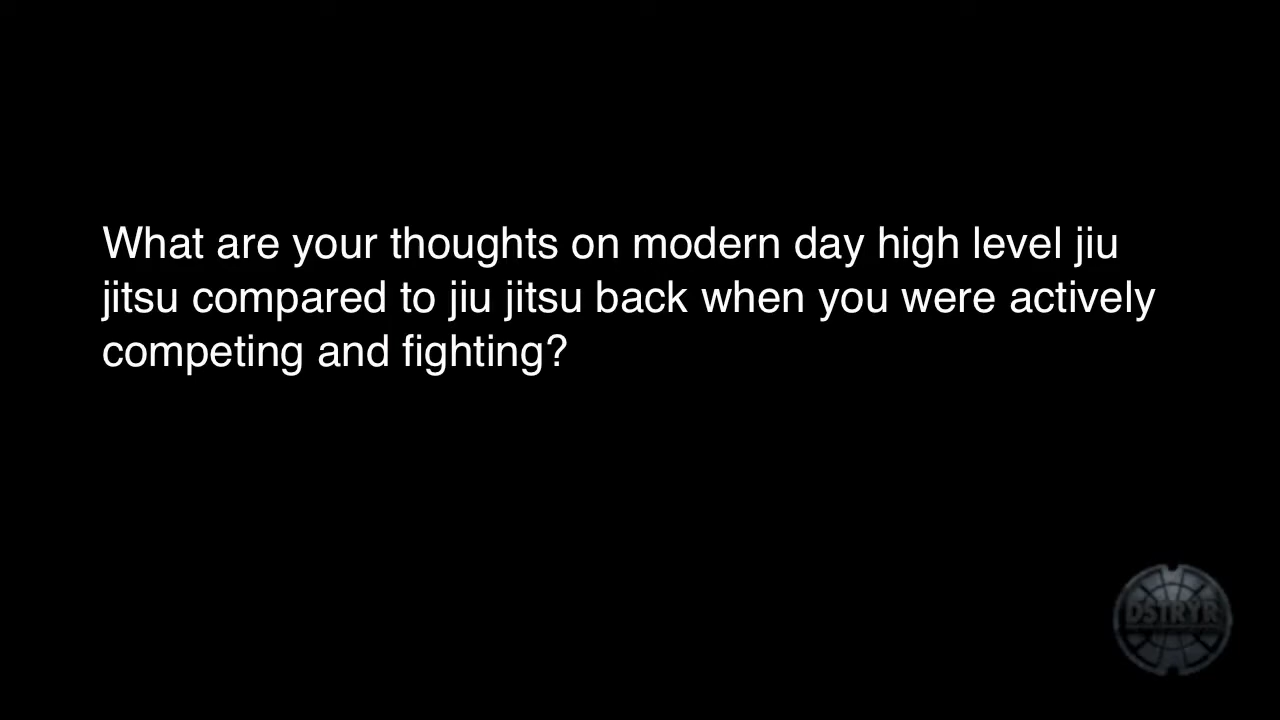 What are your thoughts on modern day high level jiu
jitsu compared to jiu jitsu back when you were actively
competing and fighting?
DSTRYR